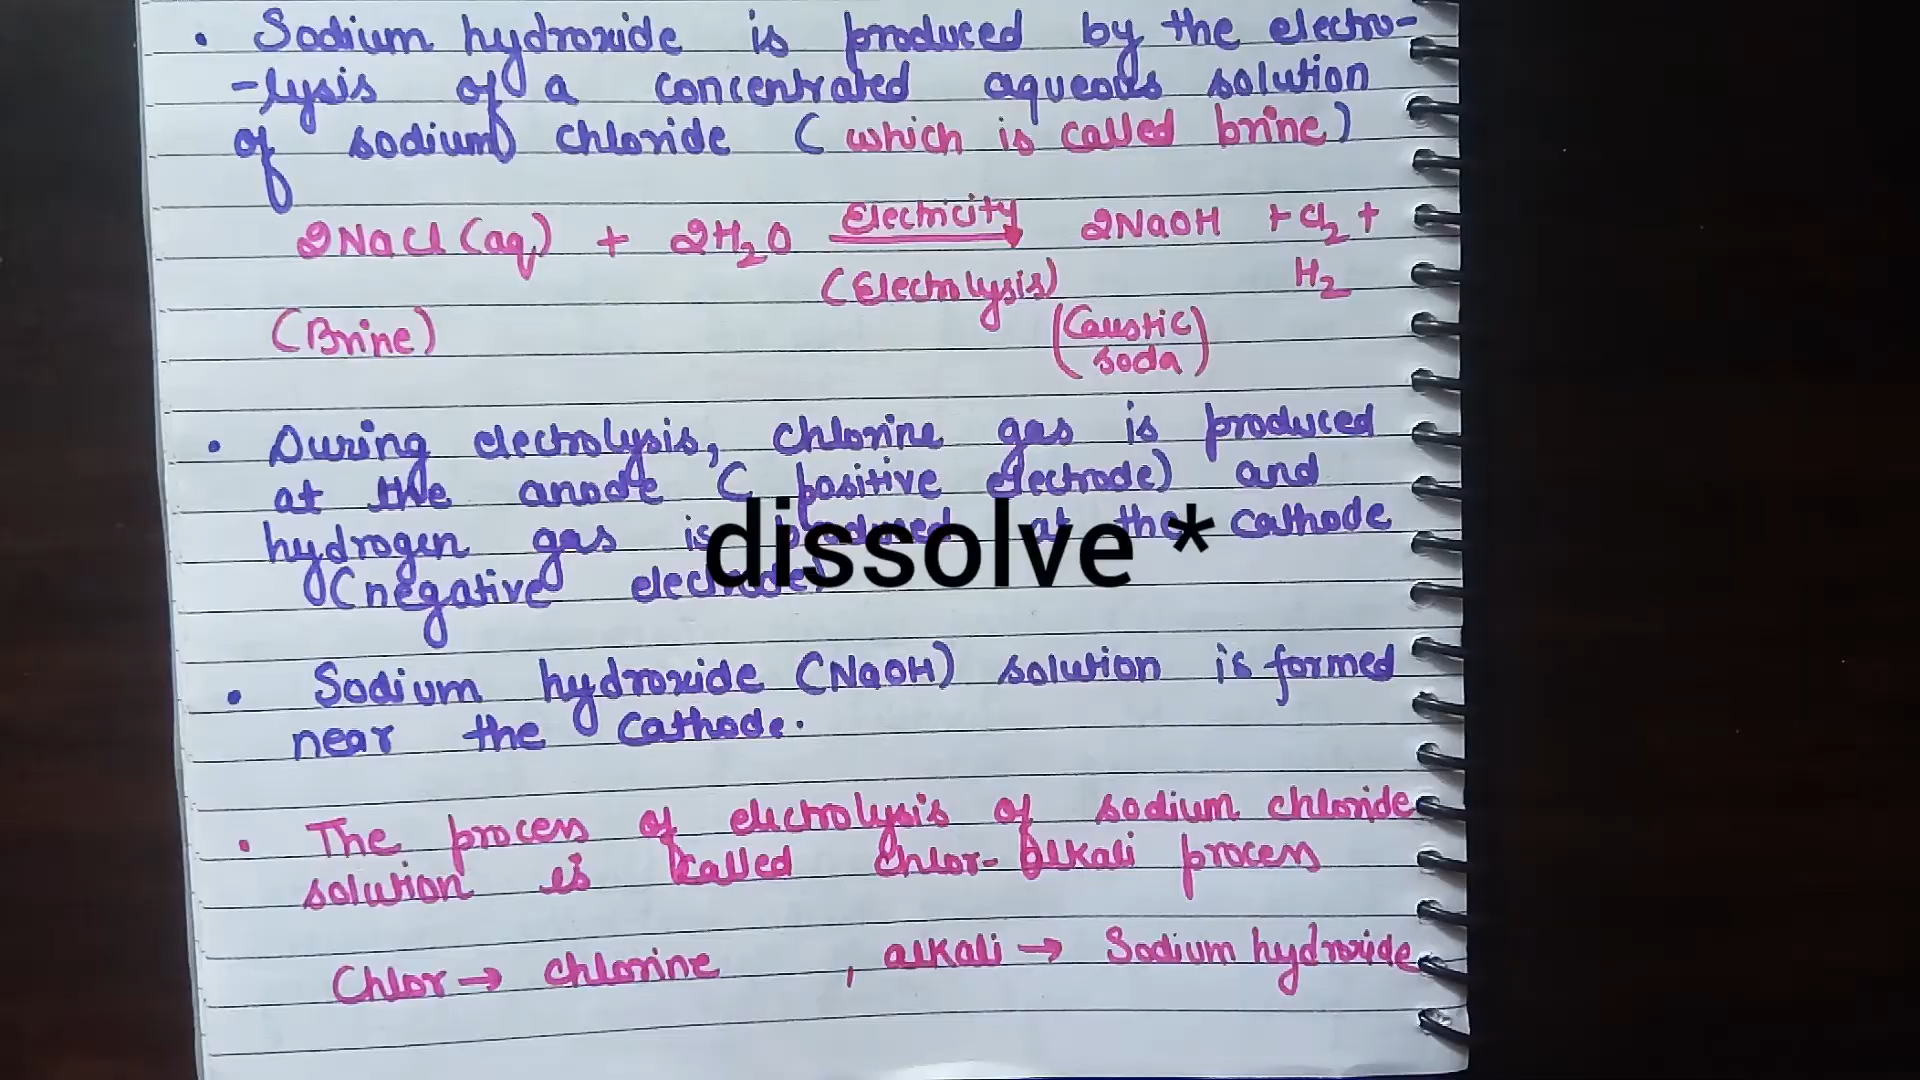 • Sodium hydroxide is produced by the electro-
-lysis of a concentrated aqueous solution
of sodium chloride ( which is called brine)
2NaCl (aq) + 2H₂O Electricity 2NaOH + Cl₂ +
(Electrolysis) H₂
(Brine) (Caustic soda)
• During electrolysis, chlorine gas is produced
at the anode ( positive electrode) and
hydrogen gas is produced at the cathode
dissolve *
(negative electrode)
• Sodium hydroxide (NaOH) solution is formed
near the cathode.
• The process of electrolysis of sodium chloride
solution is called chlor-alkali process
Chlor → chlorine , alkali → Sodium hydroxide